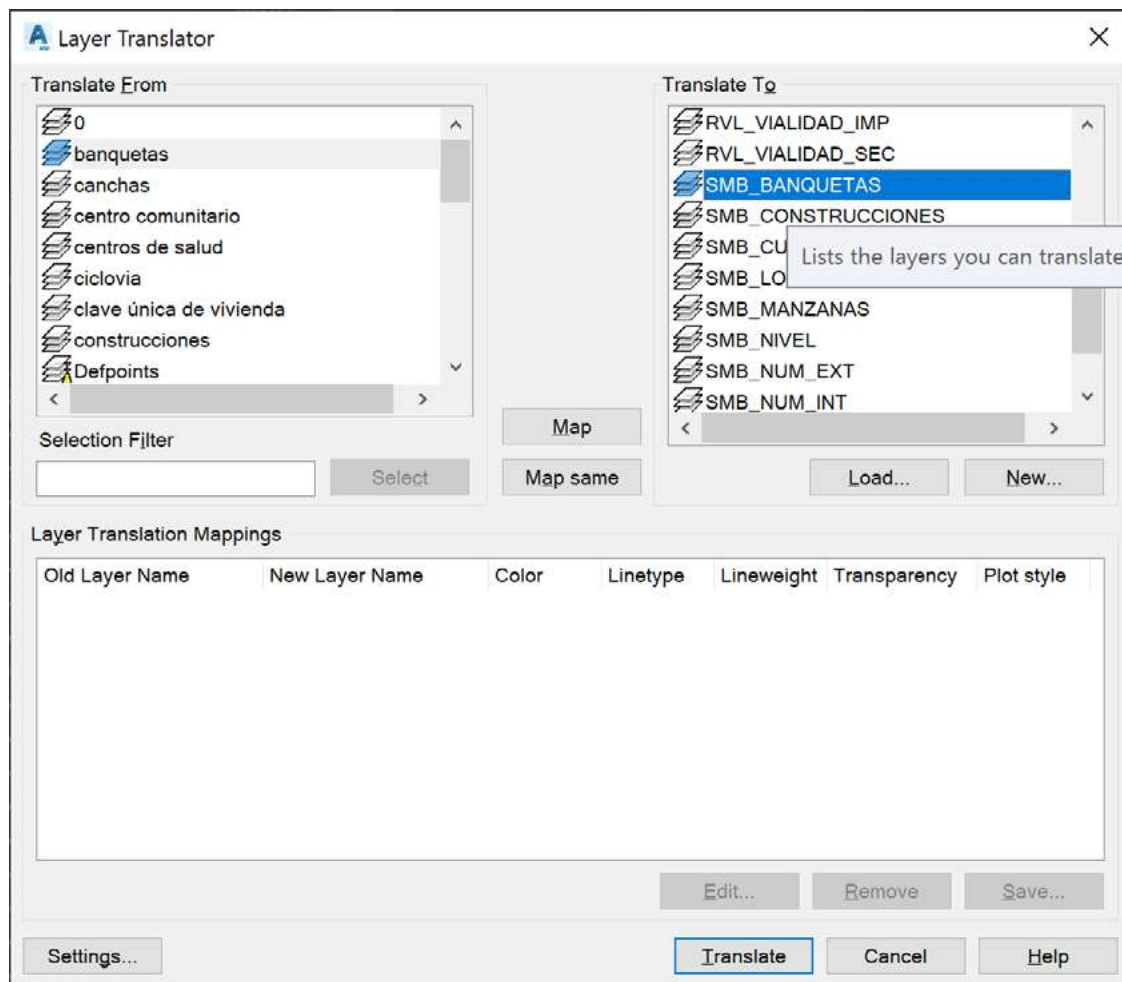 Layer Translator
Translate From
0
banquetas
canchas
centro comunitario
centros de salud
ciclovia
clave única de vivienda
construcciones
Defpoints
Selection Filter
Select
Map
Map same
Translate To
RVL_VIALIDAD_IMP
RVL_VIALIDAD_SEC
SMB_BANQUETAS
SMB_CONSTRUCCIONES
SMB_CU
Lists the layers you can translate
SMB_LO
SMB_MANZANAS
SMB_NIVEL
SMB_NUM_EXT
SMB_NUM_INT
Load...
New...
Layer Translation Mappings
Old Layer Name New Layer Name Color Linetype Lineweight Transparency Plot style
Edit... Remove Save...
Settings... Translate Cancel Help